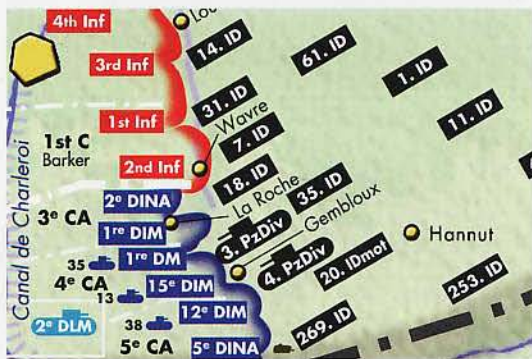 4th Inf
Lou
14. ID
3rd Inf
61. ID
1. ID
31. ID
1st Inf
Wavre
11. ID
1st C
Barker
7. ID
2nd Inf
18. ID
35. ID
2e DINA
La Roche
3e CA
1re DIM
3. PzDiv
Gembloux
Hannut
Canal de Charleroi
35
1re DM
4. PzDiv
20. IDmot
4e CA
15e DIM
13
253. ID
2e DLM
38
12e DIM
269. ID
5e CA
5e DINA